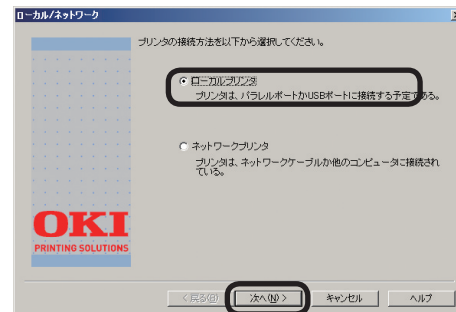 ローカル/ネットワーク
プリンタの接続方法を以下から選択してください。
ローカルプリンタ
プリンタは、パラレルポートかUSBポートに接続する予定である。
ネットワークプリンタ
プリンタは、ネットワークケーブルか他のコンピュータに接続され
ている。
OKI
PRINTING SOLUTIONS
< 戻る(B) 次へ(N) > キャンセル ヘルプ